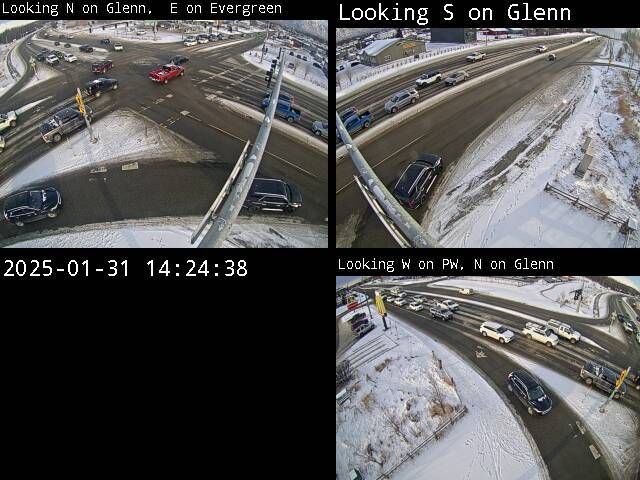 Looking N on Glenn,  E on Evergreen
Looking S on Glenn
2025-01-31 14:24:38
Looking W on PW, N on Glenn